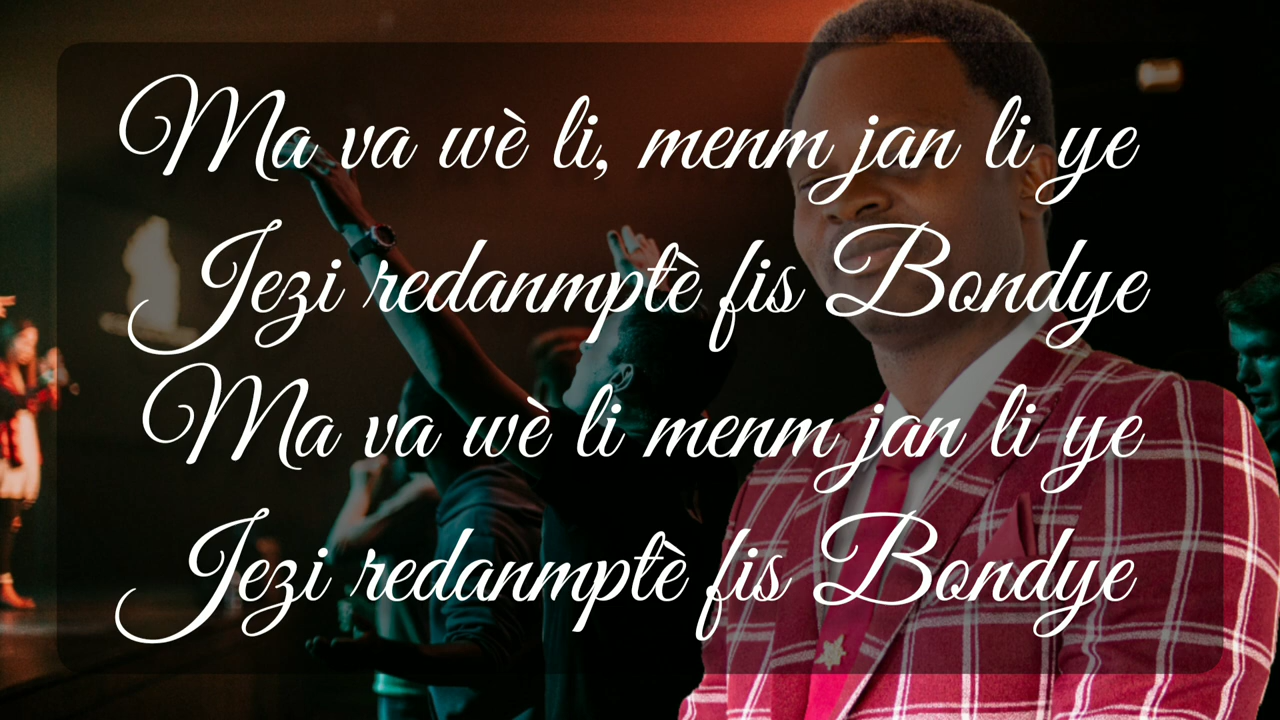 Ma va wè li, menm jan li ye
Jezi redanmptè fis Bondye
Ma va wè li menm jan li ye
Jezi redanmptè fis Bondye